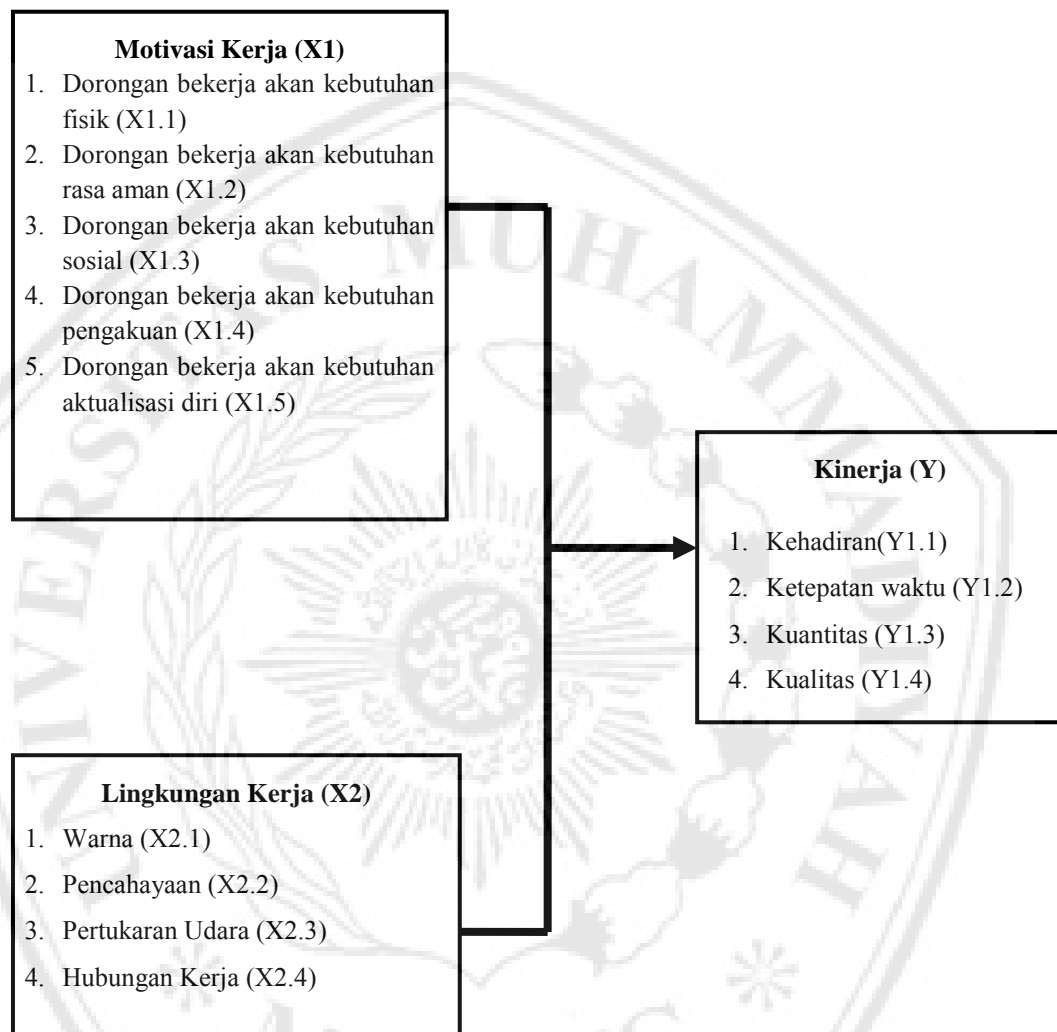 Motivasi Kerja (X1)
1. Dorongan bekerja akan kebutuhan
fisik (X1.1)
2. Dorongan bekerja akan kebutuhan
rasa aman (X1.2)
3. Dorongan bekerja akan kebutuhan
sosial (X1.3)
4. Dorongan bekerja akan kebutuhan
pengakuan (X1.4)
5. Dorongan bekerja akan kebutuhan
aktualisasi diri (X1.5)
Kinerja (Y)
1. Kehadiran(Y1.1)
2. Ketepatan waktu (Y1.2)
3. Kuantitas (Y1.3)
4. Kualitas (Y1.4)
Lingkungan Kerja (X2)
1. Warna (X2.1)
2. Pencahayaan (X2.2)
3. Pertukaran Udara (X2.3)
4. Hubungan Kerja (X2.4)
UNIVERSITAS MUHAMMADIYAH